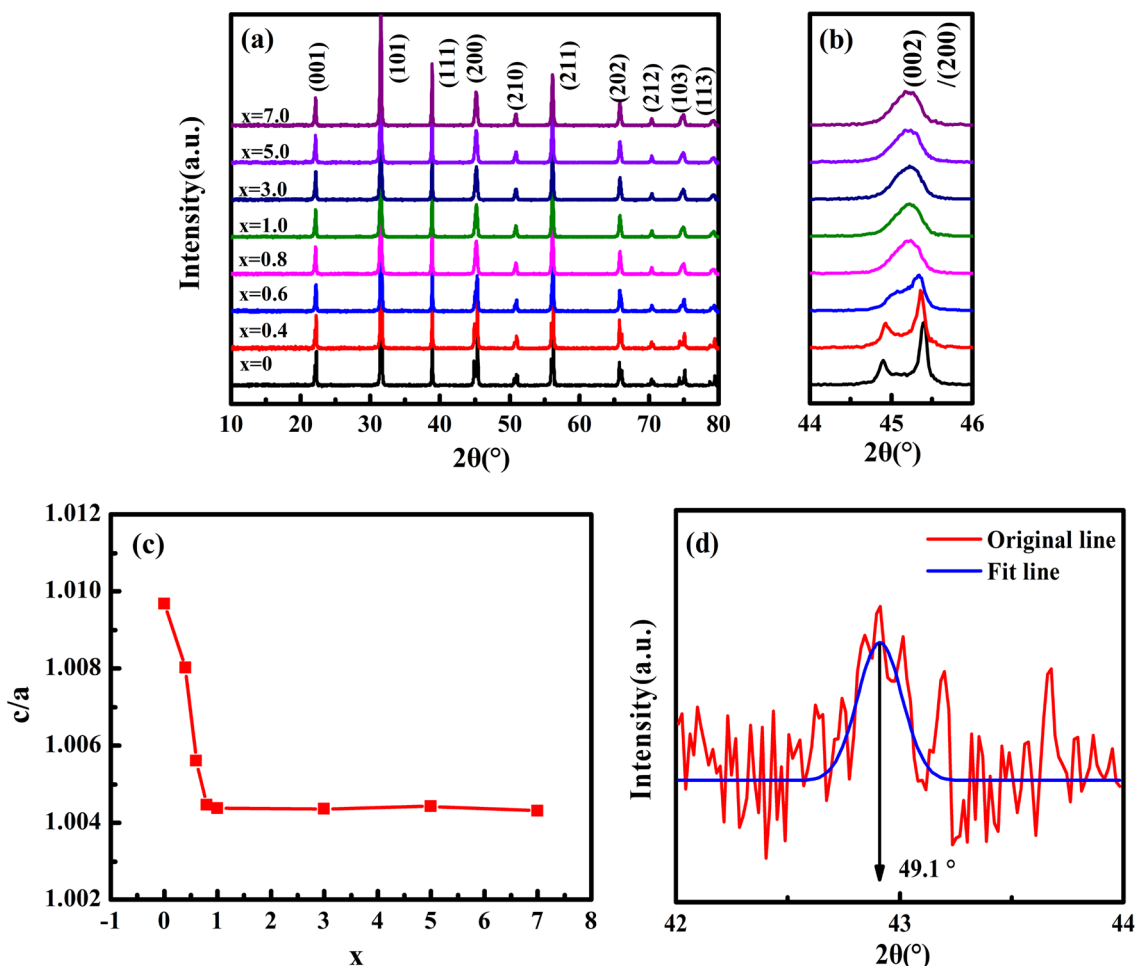 (a)
(001)
(101)
(111)
(200)
(210)
(211)
(202)
(212)
(103)
(113)
x=7.0
x=5.0
x=3.0
x=1.0
x=0.8
x=0.6
x=0.4
x=0
Intensity(a.u.)
10 20 30 40 50 60 70 80
2θ(°)
(b)
(002)
/(200)
44 45 46
2θ(°)
(c)
1.012
1.010
1.008
1.006
1.004
1.002
c/a
-1 0 1 2 3 4 5 6 7 8
x
(d)
Original line
Fit line
Intensity(a.u.)
49.1 °
42 43 44
2θ(°)